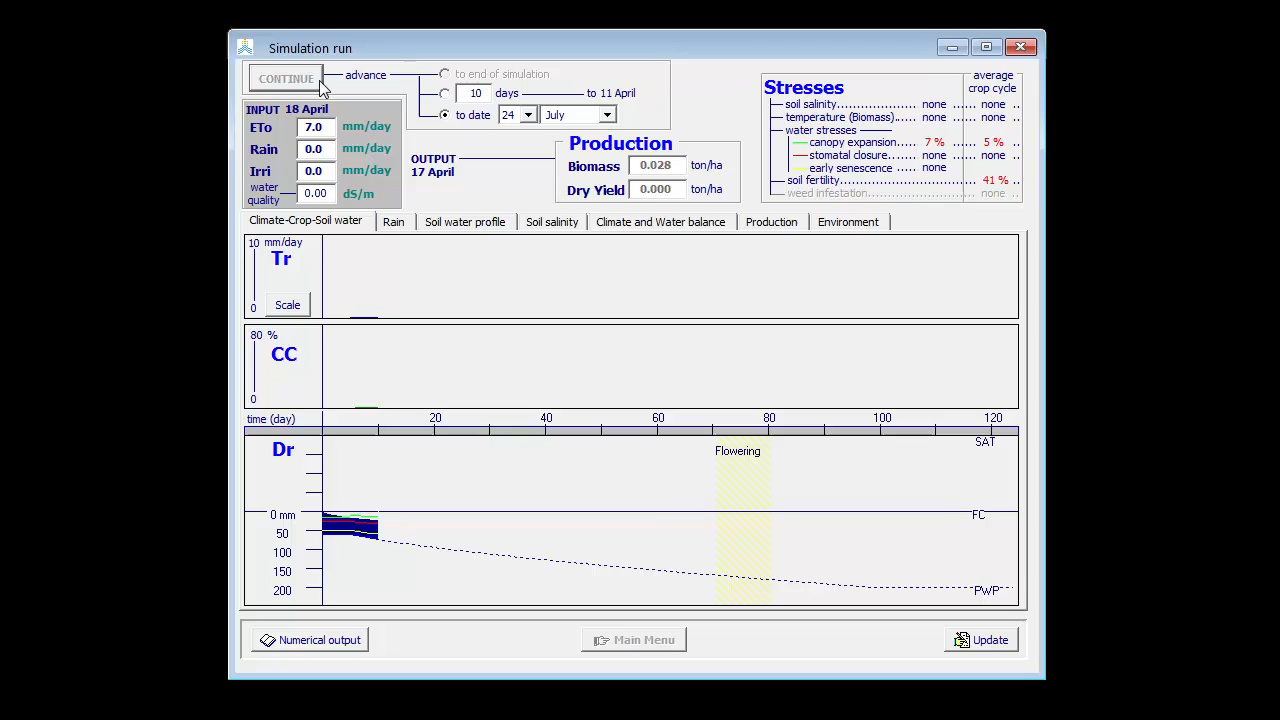 Simulation run
CONTINUE
advance
to end of simulation
10 days to 11 April
to date 24 July
INPUT 18 April
ETo 7.0 mm/day
Rain 0.0 mm/day
Irri 0.0 mm/day
water quality 0.00 dS/m
OUTPUT
17 April
Production
Biomass 0.028 ton/ha
Dry Yield 0.000 ton/ha
Stresses
average
crop cycle
soil salinity........................ none ..... none ...
temperature (Biomass)..... none ..... none ...
water stresses
canopy expansion........... 7 % ..... 5 % ..
stomatal closure........ none ..... none ..
early senescence ...... none ..... none ..
soil fertility............................................. 41 % ..
weed infestation.................................. none ..
Climate-Crop-Soil water
Rain
Soil water profile
Soil salinity
Climate and Water balance
Production
Environment
10 mm/day
Tr
0
Scale
80 %
CC
0
time (day) 20 40 60 80 100 120
Dr
SAT
Flowering
0 mm
FC
50
100
150
200
PWP
Numerical output
Main Menu
Update